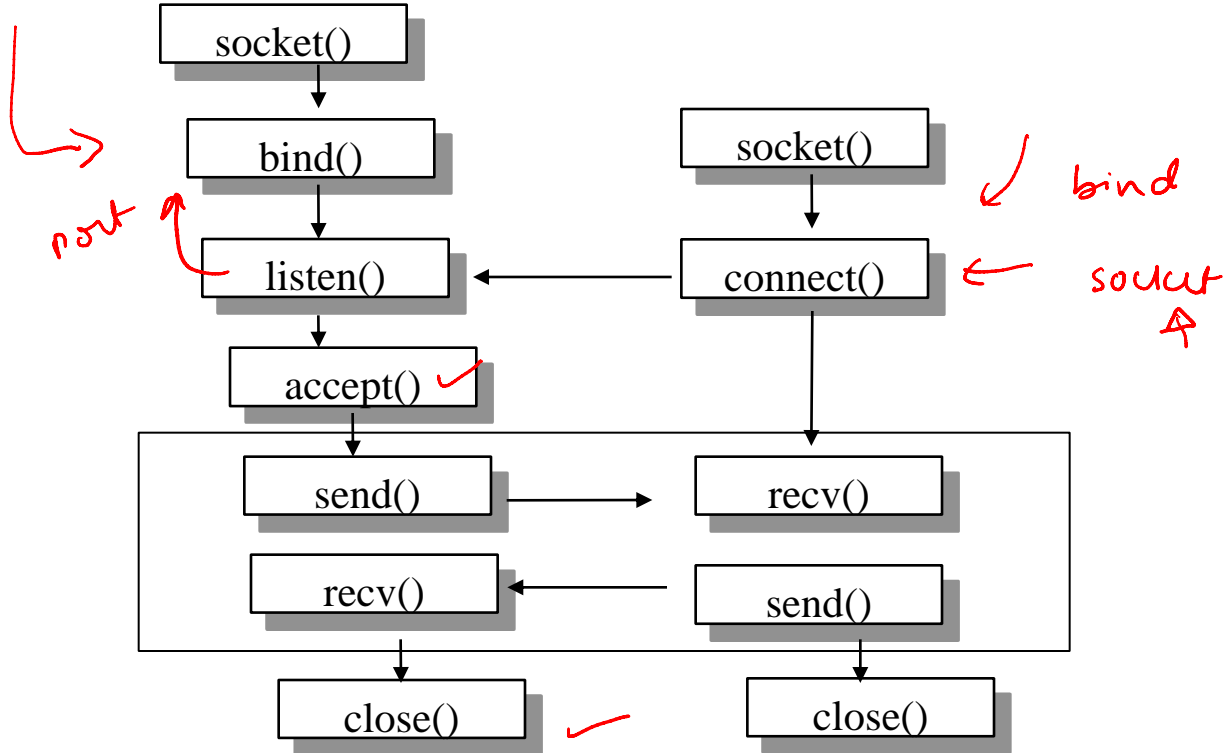 socket()
bind()
socket()
bind
port
listen()
connect()
socket
accept()
send()
recv()
recv()
send()
close()
close()